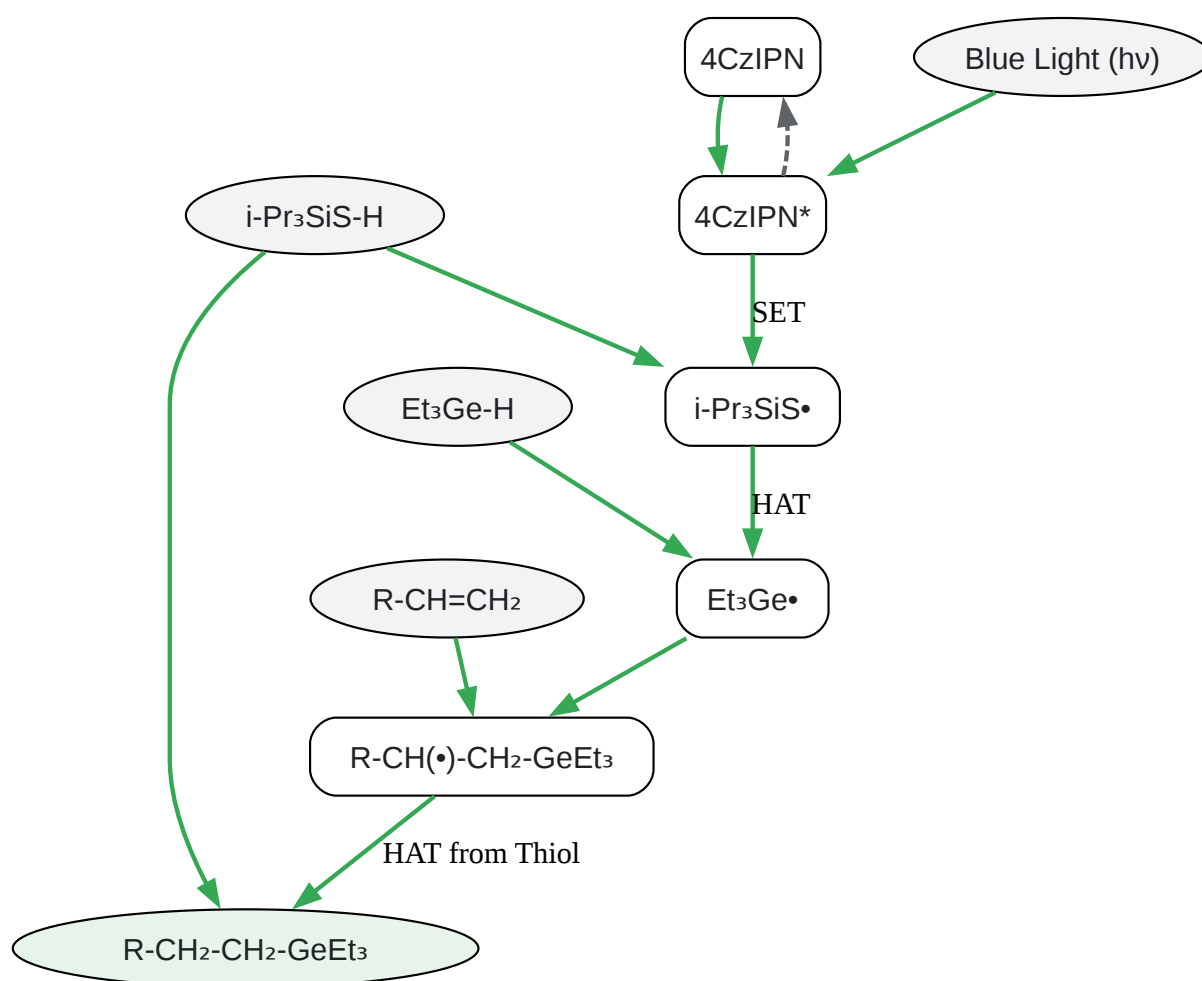 4CzIPN
Blue Light (hν)
i-Pr₃SiS-H
4CzIPN*
SET
Et₃Ge-H
i-Pr₃SiS•
HAT
R-CH=CH₂
Et₃Ge•
R-CH(•)-CH₂-GeEt₃
HAT from Thiol
R-CH₂-CH₂-GeEt₃